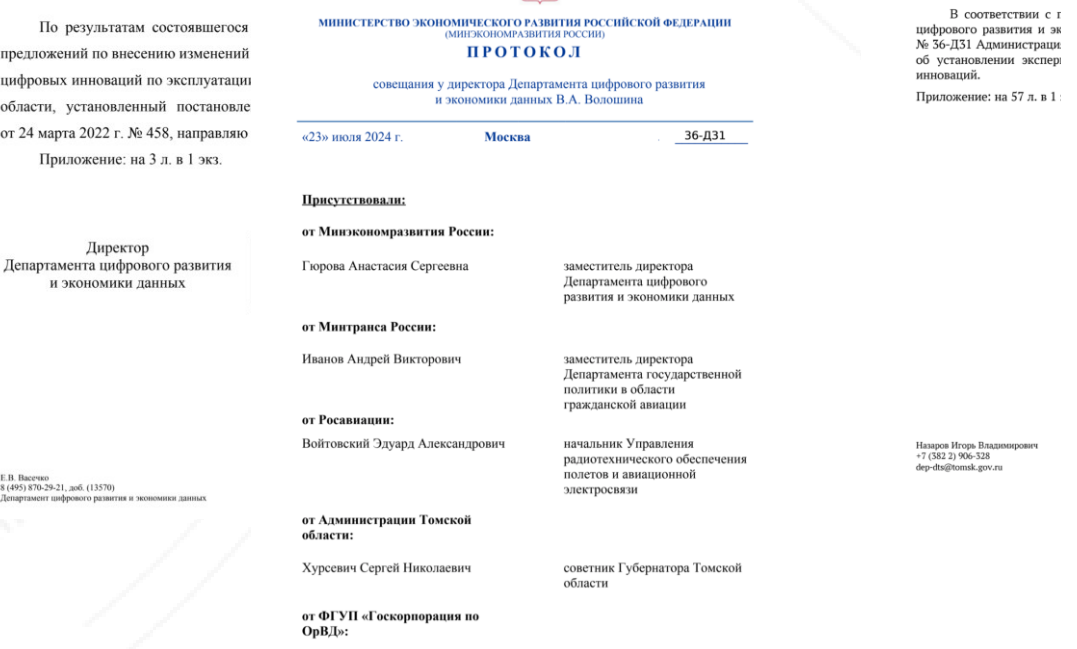 По результатам состоявшегося
предложений по внесению изменений
цифровых инноваций по эксплуатации
области, установленный постановле
от 24 марта 2022 г. № 458, направляю
Приложение: на 3 л. в 1 экз.
Директор
Департамента цифрового развития
и экономики данных
Е.В. Васечко
8 (495) 870-29-21, доб. (13570)
Департамент цифрового развития и экономики данных
МИНИСТЕРСТВО ЭКОНОМИЧЕСКОГО РАЗВИТИЯ РОССИЙСКОЙ ФЕДЕРАЦИИ
(МИНЭКОНОМРАЗВИТИЯ РОССИИ)
ПРОТОКОЛ
совещания у директора Департамента цифрового развития
и экономики данных В.А. Волошина
«23» июля 2024 г. Москва 36-Д31
Присутствовали:
от Минэкономразвития России:
Гюрова Анастасия Сергеевна заместитель директора
Департамента цифрового
развития и экономики данных
от Минтранса России:
Иванов Андрей Викторович заместитель директора
Департамента государственной
политики в области
гражданской авиации
от Росавиации:
Войтовский Эдуард Александрович начальник Управления
радиотехнического обеспечения
полетов и авиационной
электросвязи
от Администрации Томской
области:
Хурсевич Сергей Николаевич советник Губернатора Томской
области
от ФГУП «Госкорпорация по
ОрВД»:
В соответствии с п
цифрового развития и эк
№ 36-Д31 Администраци
об установлении экспер
инноваций.
Приложение: на 57 л. в 1
Назаров Игорь Владимирович
+7 (382 2) 906-328
dep-dts@tomsk.gov.ru